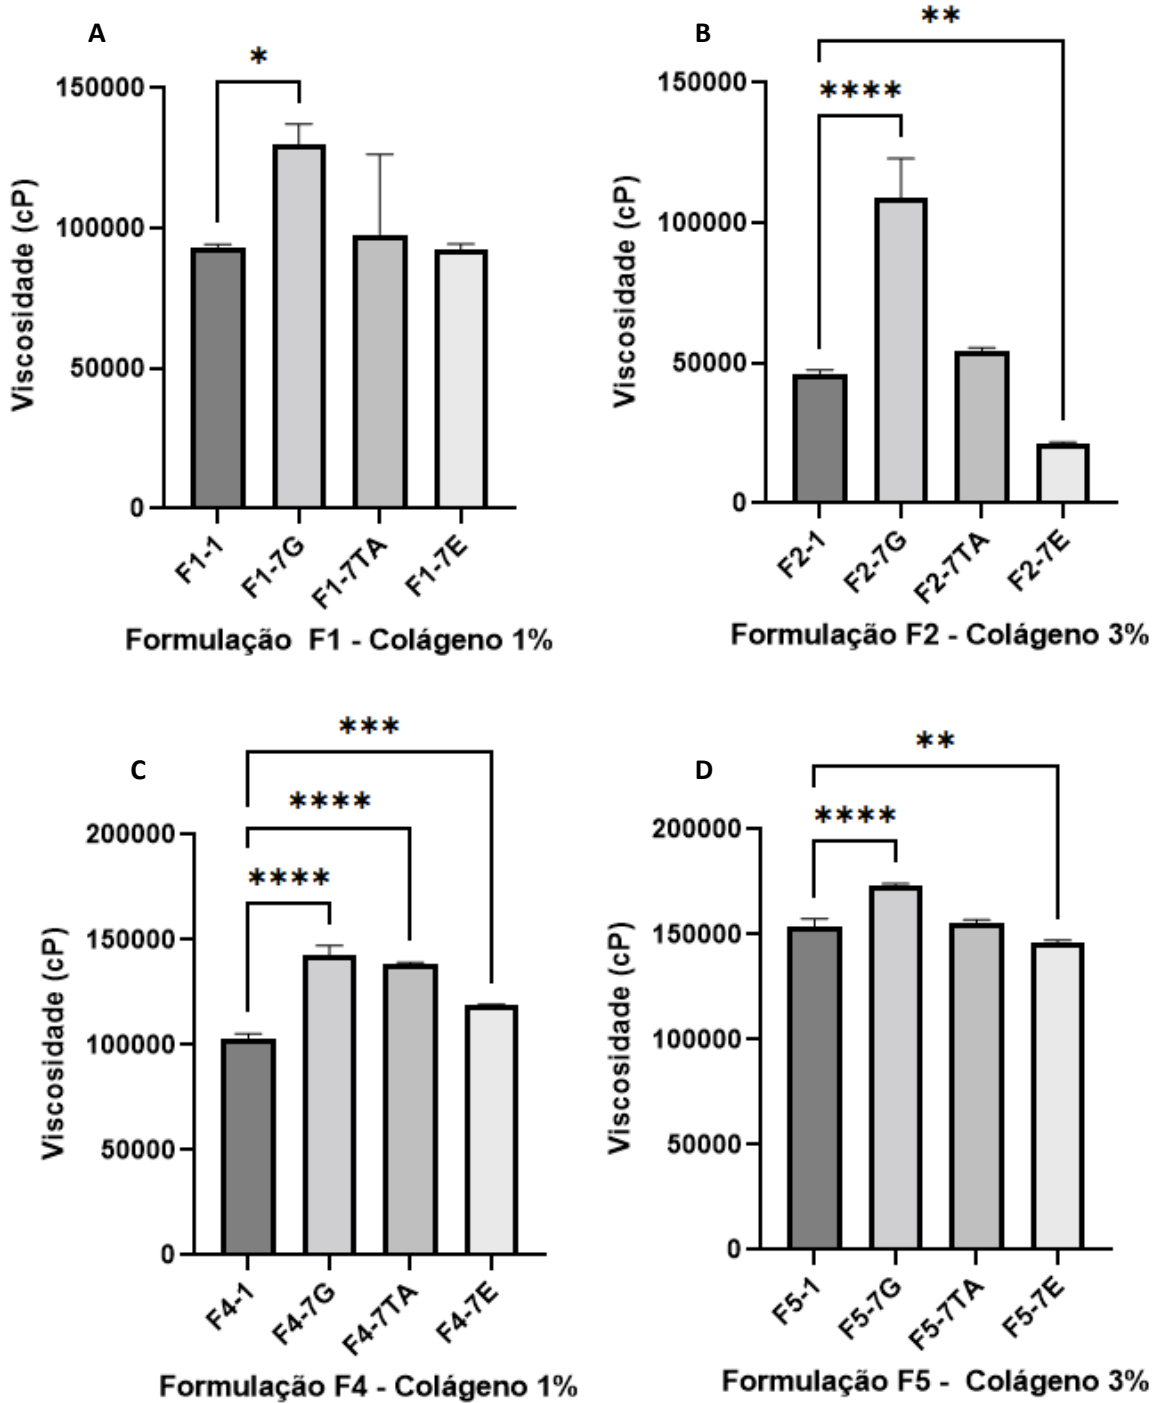 A
*
150000
100000
50000
0
Viscosidade (cP)
F1-1
F1-7G
F1-7TA
F1-7E
Formulação F1 - Colágeno 1%
B
**
****
150000
100000
50000
0
Viscosidade (cP)
F2-1
F2-7G
F2-7TA
F2-7E
Formulação F2 - Colágeno 3%
C
***
****
****
200000
150000
100000
50000
0
Viscosidade (cP)
F4-1
F4-7G
F4-7TA
F4-7E
Formulação F4 - Colágeno 1%
D
**
****
200000
150000
100000
50000
0
Viscosidade (cP)
F5-1
F5-7G
F5-7TA
F5-7E
Formulação F5 - Colágeno 3%